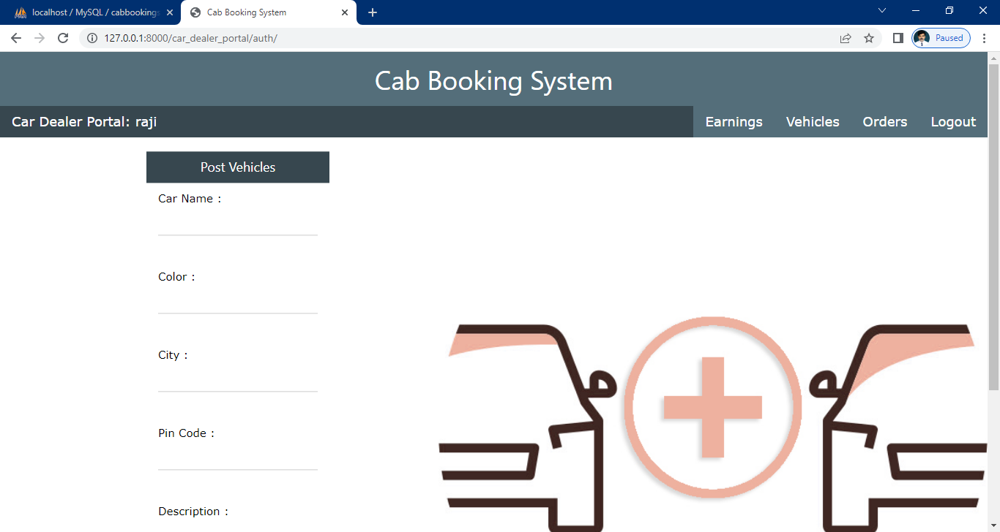 localhost / MySQL / cabbookings
Cab Booking System
127.0.0.1:8000/car_dealer_portal/auth/
Paused
Cab Booking System
Car Dealer Portal: raji
Earnings
Vehicles
Orders
Logout
Post Vehicles
Car Name :
Color :
City :
Pin Code :
Description :